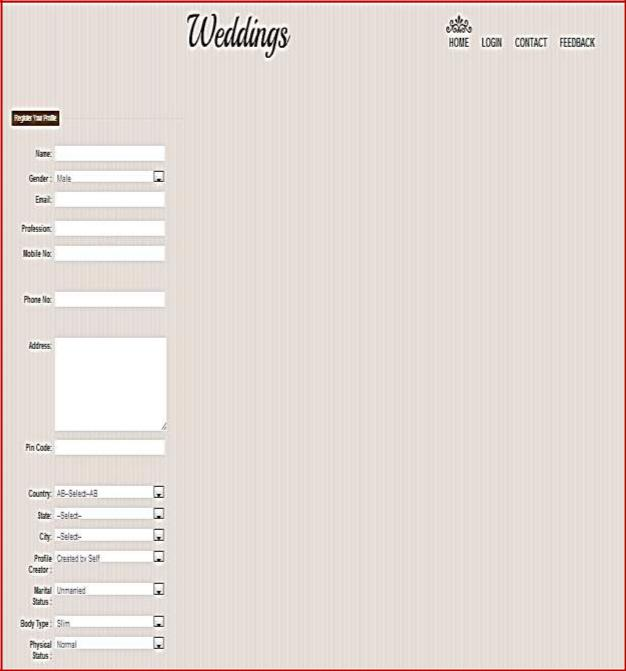 Weddings
HOME LOGIN CONTACT FEEDBACK
Register Your Profile
Name:
Gender : Male
Email:
Profession:
Mobile No:
Phone No:
Address:
Pin Code:
Country: AB--Select--AB
State: --Select--
City: --Select--
Profile Creator : Created by Self
Marital Status : Unmarried
Body Type : Slim
Physical Status : Normal